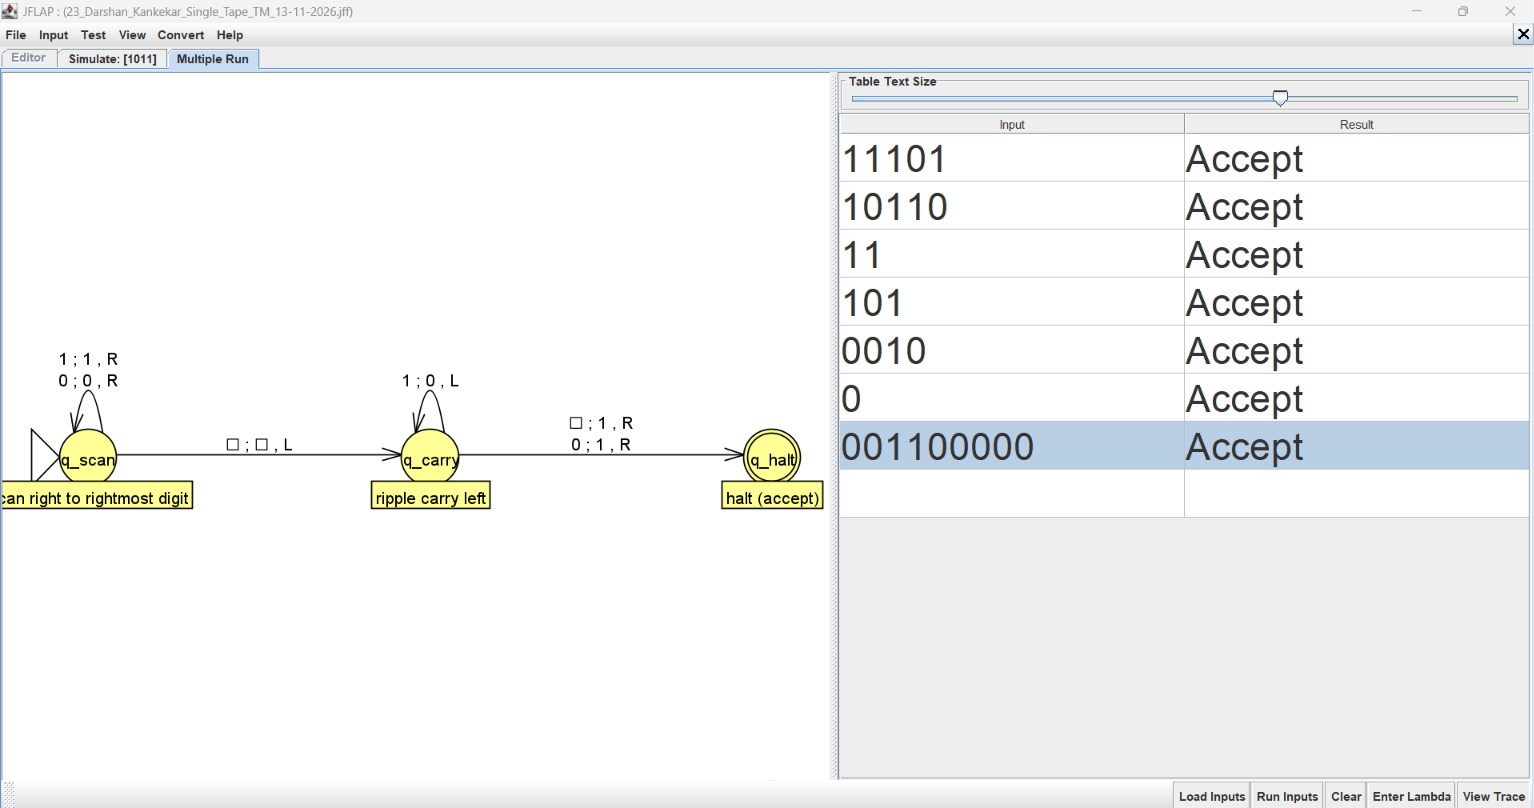 JFLAP : (23_Darshan_Kankekar_Single_Tape_TM_13-11-2026.jff)
File Input Test View Convert Help
Editor Simulate: [1011] Multiple Run
1 ; 1 , R
0 ; 0 , R
q_scan
can right to rightmost digit
□ ; □ , L
1 ; 0 , L
q_carry
ripple carry left
□ ; 1 , R
0 ; 1 , R
q_halt
halt (accept)
Table Text Size
Input Result
11101 Accept
10110 Accept
11 Accept
101 Accept
0010 Accept
0 Accept
001100000 Accept
Load Inputs Run Inputs Clear Enter Lambda View Trace